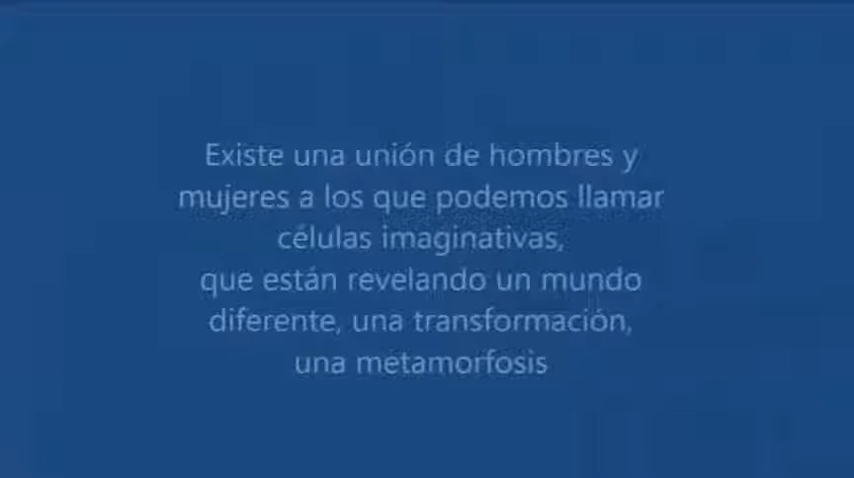 Existe una unión de hombres y
mujeres a los que podemos llamar
células imaginativas,
que están revelando un mundo
diferente, una transformación,
una metamorfosis